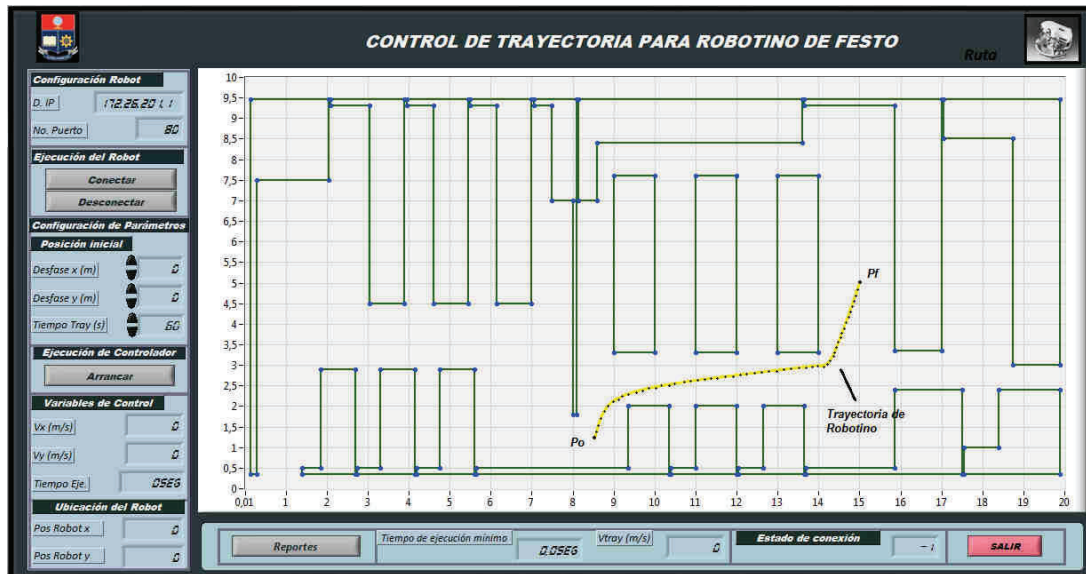 CONTROL DE TRAYECTORIA PARA ROBOTINO DE FESTO
Ruta
Configuración Robot
D. IP
No. Puerto 80
Ejecución del Robot
Conectar
Desconectar
Configuración de Parámetros
Posición inicial
Desfase x (m) 0
Desfase y (m) 0
Tiempo Tray (s) 60
Ejecución de Controlador
Arrancar
Variables de Control
Vx (m/s) 0
Vy (m/s) 0
Tiempo Eje. 0SEG
Ubicación del Robot
Pos Robot x 0
Pos Robot y 0
10
9,5
9
8,5
8
7,5
7
6,5
6
5,5
5
4,5
4
3,5
3
2,5
2
1,5
1
0,5
0
0,01 1 2 3 4 5 6 7 8 9 10 11 12 13 14 15 16 17 18 19 20
Pf
Po
Trayectoria de
Robotino
Reportes
Tiempo de ejecución mínimo 0.0SEG
Vtray (m/s) 0
Estado de conexión -1
SALIR